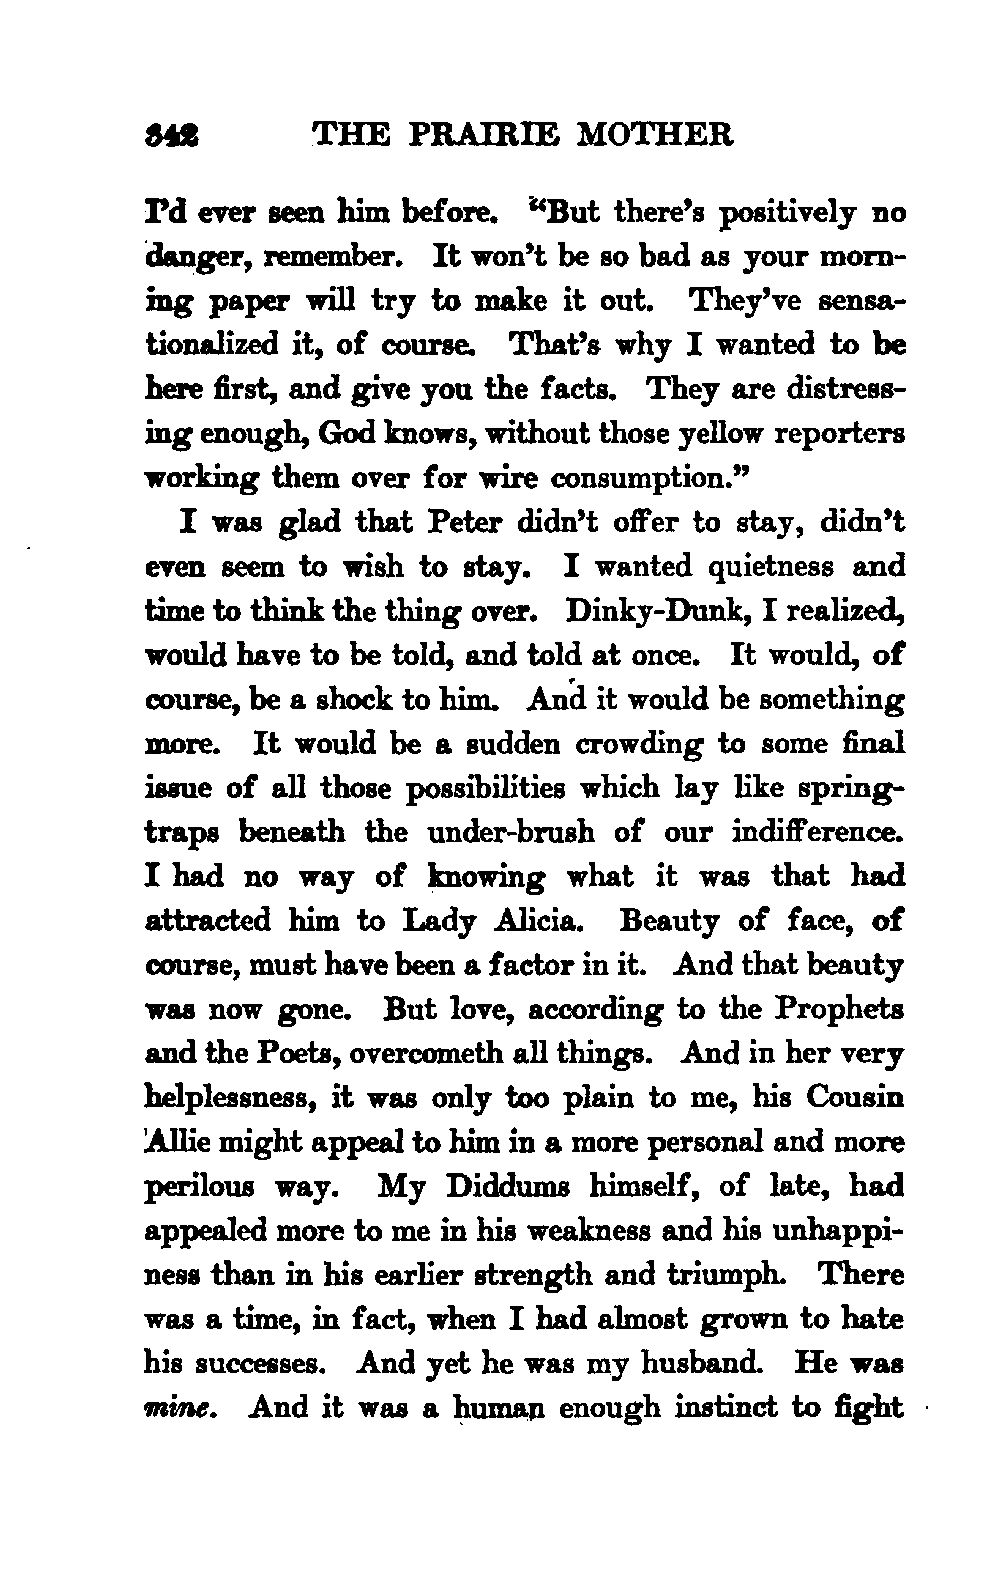 342 THE PRAIRIE MOTHER
I'd ever seen him before. "But there's positively no
danger, remember. It won't be so bad as your morn-
ing paper will try to make it out. They've sensa-
tionalized it, of course. That's why I wanted to be
here first, and give you the facts. They are distress-
ing enough, God knows, without those yellow reporters
working them over for wire consumption."
I was glad that Peter didn't offer to stay, didn't
even seem to wish to stay. I wanted quietness and
time to think the thing over. Dinky-Dunk, I realized,
would have to be told, and told at once. It would, of
course, be a shock to him. And it would be something
more. It would be a sudden crowding to some final
issue of all those possibilities which lay like spring-
traps beneath the under-brush of our indifference.
I had no way of knowing what it was that had
attracted him to Lady Alicia. Beauty of face, of
course, must have been a factor in it. And that beauty
was now gone. But love, according to the Prophets
and the Poets, overcometh all things. And in her very
helplessness, it was only too plain to me, his Cousin
Allie might appeal to him in a more personal and more
perilous way. My Diddums himself, of late, had
appealed more to me in his weakness and his unhappi-
ness than in his earlier strength and triumph. There
was a time, in fact, when I had almost grown to hate
his successes. And yet he was my husband. He was
mine. And it was a human enough instinct to fight